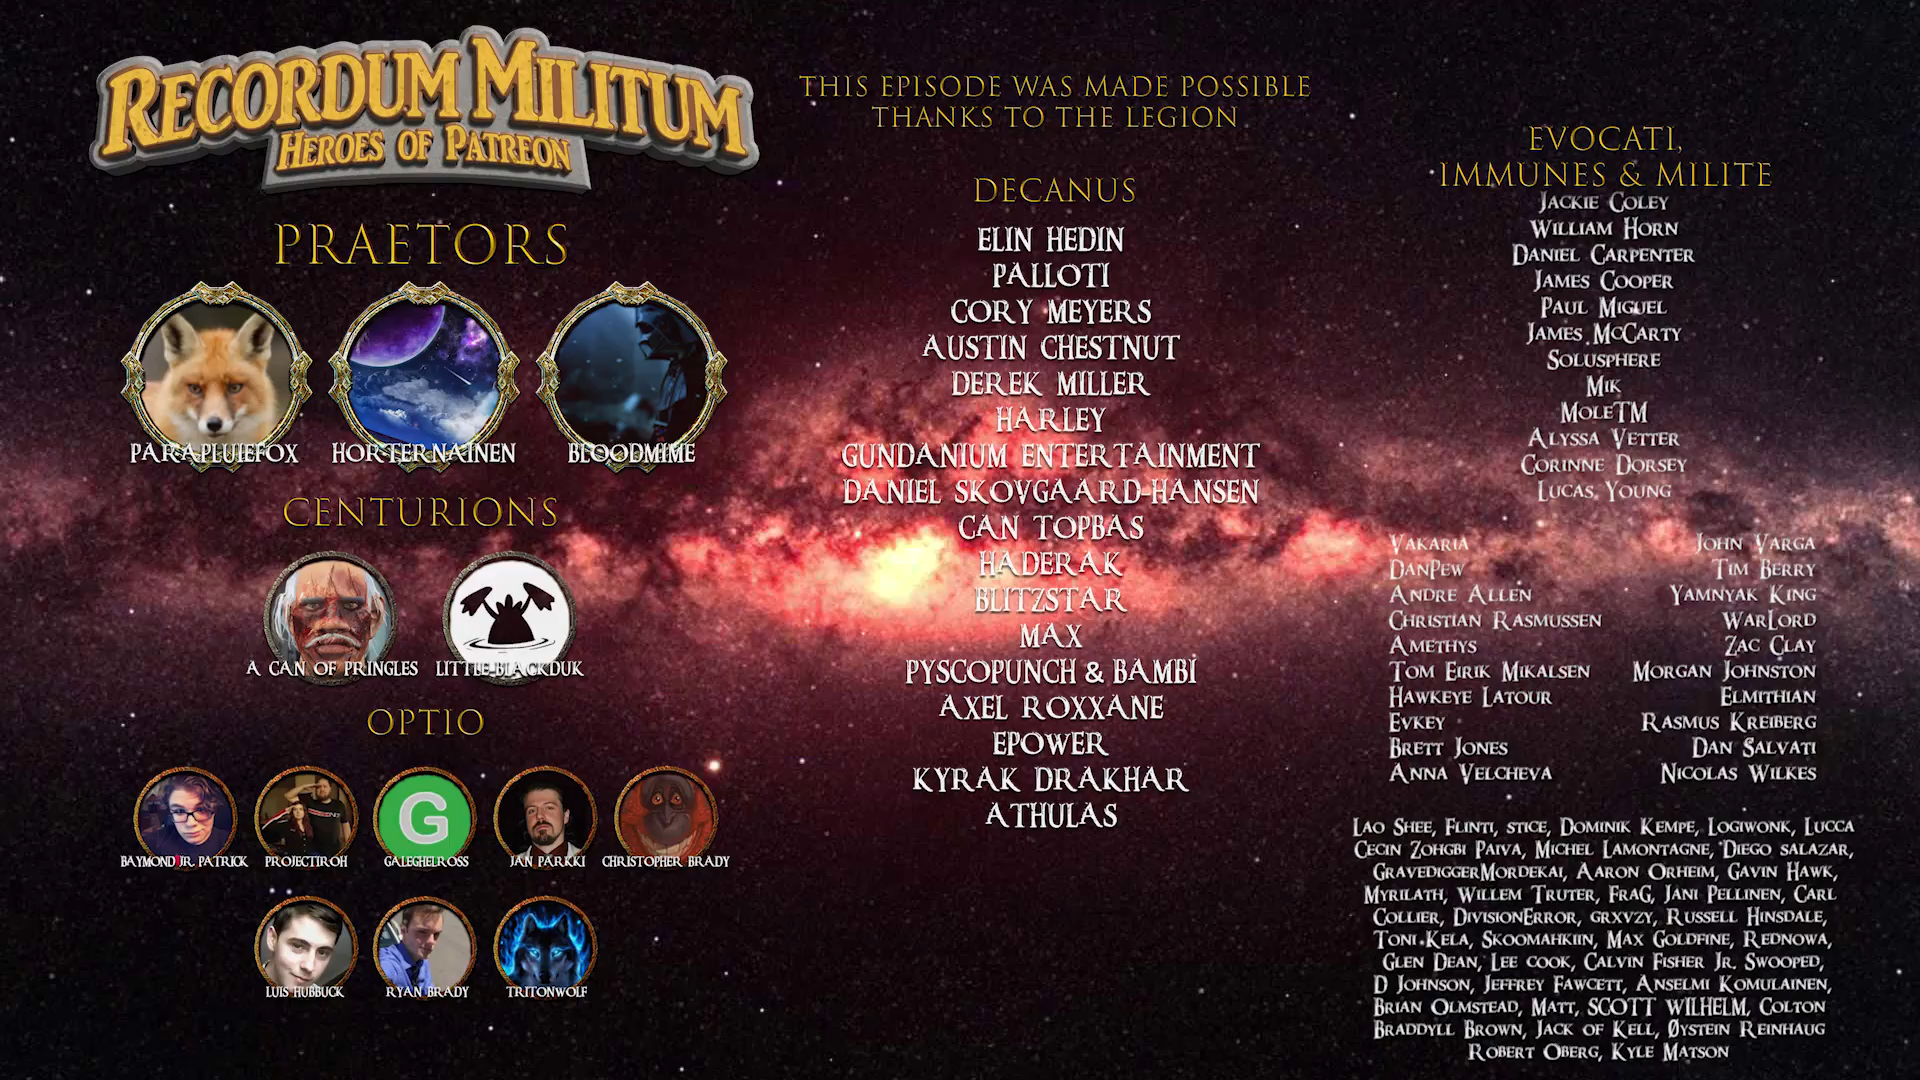 RECORDUM MILITUM
HEROES OF PATREON
PRAETORS
PARAPLUIEFOX
HORTERNAINEN
BLOODMIME
CENTURIONS
A CAN OF PRINGLES
LITTLE-BLACKDUK
OPTIO
BAYMOND JR. PATRICK
PROJECTIROH
G
GALEGHELROSS
JAN PARKKI
CHRISTOPHER BRADY
LUIS HUBBUCK
RYAN BRADY
TRITONWOLF
THIS EPISODE WAS MADE POSSIBLE
THANKS TO THE LEGION
DECANUS
ELIN HEDIN
PALLOTI
CORY MEYERS
AUSTIN CHESTNUT
DEREK MILLER
HARLEY
GUNDANIUM ENTERTAINMENT
DANIEL SKOVGAARD-HANSEN
CAN TOPBAS
HADERAK
BLITZSTAR
MAX
PYSCOPUNCH & BAMBI
AXEL ROXXANE
EPOWER
KYRAK DRAKHAR
ATHULAS
EVOCATI,
IMMUNES & MILITE
JACKIE COLEY
WILLIAM HORN
DANIEL CARPENTER
JAMES COOPER
PAUL MIGUEL
JAMES MCCARTY
SOLUSPHERE
MIK
MOLETM
ALYSSA VETTER
CORINNE DORSEY
LUCAS YOUNG
VAKARIA
DANPEW
ANDRE ALLEN
CHRISTIAN RASMUSSEN
AMETHYS
TOM EIRIK MIKALSEN
HAWKEYE LATOUR
EVKEY
BRETT JONES
ANNA VELCHEVA
JOHN VARGA
TIM BERRY
YAMNYAK KING
WARLORD
ZAC CLAY
MORGAN JOHNSTON
ELMITHIAN
RASMUS KREIBERG
DAN SALVATI
NICOLAS WILKES
LAO SHEE, FLINTI, STICE, DOMINIK KEMPE, LOGIWONK, LUCCA
CECIN ZOHGBI PAIVA, MICHEL LAMONTAGNE, DIEGO SALAZAR,
GRAVEDIGGERMORDEKAI, AARON ORHEIM, GAVIN HAWK,
MYRILATH, WILLEM TRUTER, FRAG, JANI PELLINEN, CARL
COLLIER, DIVISIONERROR, GRXVZY, RUSSELL HINSDALE,
TONI KELA, SKOOMAHKIIN, MAX GOLDFINE, REDNOWA,
GLEN DEAN, LEE COOK, CALVIN FISHER JR. SWOOPED,
D JOHNSON, JEFFREY FAWCETT, ANSELMI KOMULAINEN,
BRIAN OLMSTEAD, MATT, SCOTT WILHELM, COLTON
BRADDYLL BROWN, JACK OF KELL, ØYSTEIN REINHAUG
ROBERT OBERG, KYLE MATSON